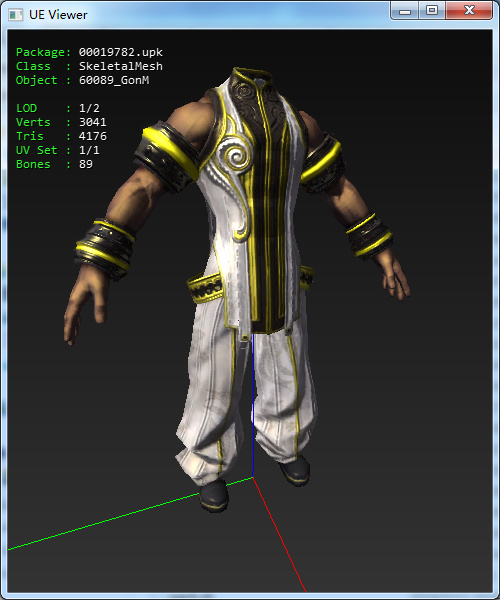 UE Viewer
Package: 00019782.upk
Class : SkeletalMesh
Object : 60089_GonM
LOD : 1/2
Verts : 3041
Tris : 4176
UV Set : 1/1
Bones : 89